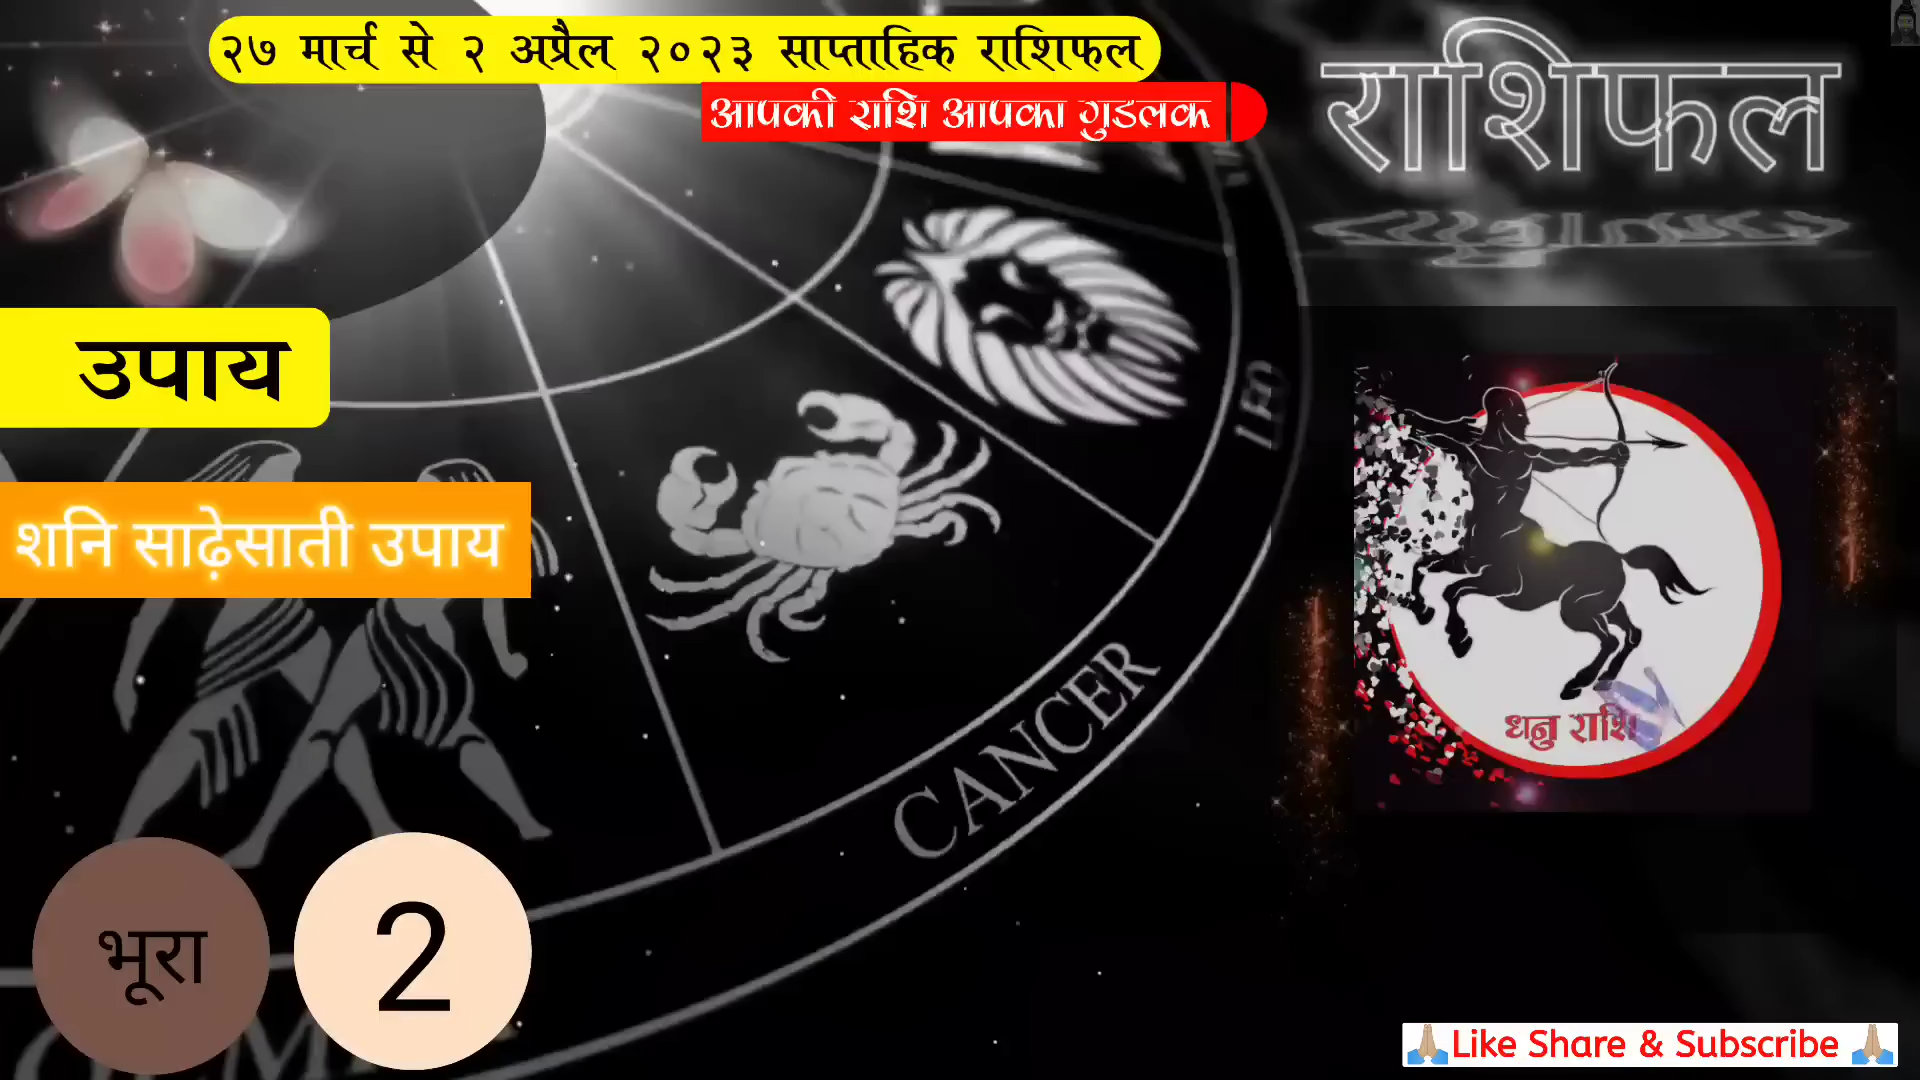 २७ मार्च से २ अप्रैल २०२३ साप्ताहिक राशिफल
आपकी राशि आपका गुडलक
राशिफल
उपाय
शनि साढ़ेसाती उपाय
LEO
CANCER
धनु राशि
भूरा
2
🙏🏼Like Share & Subscribe 🙏🏼